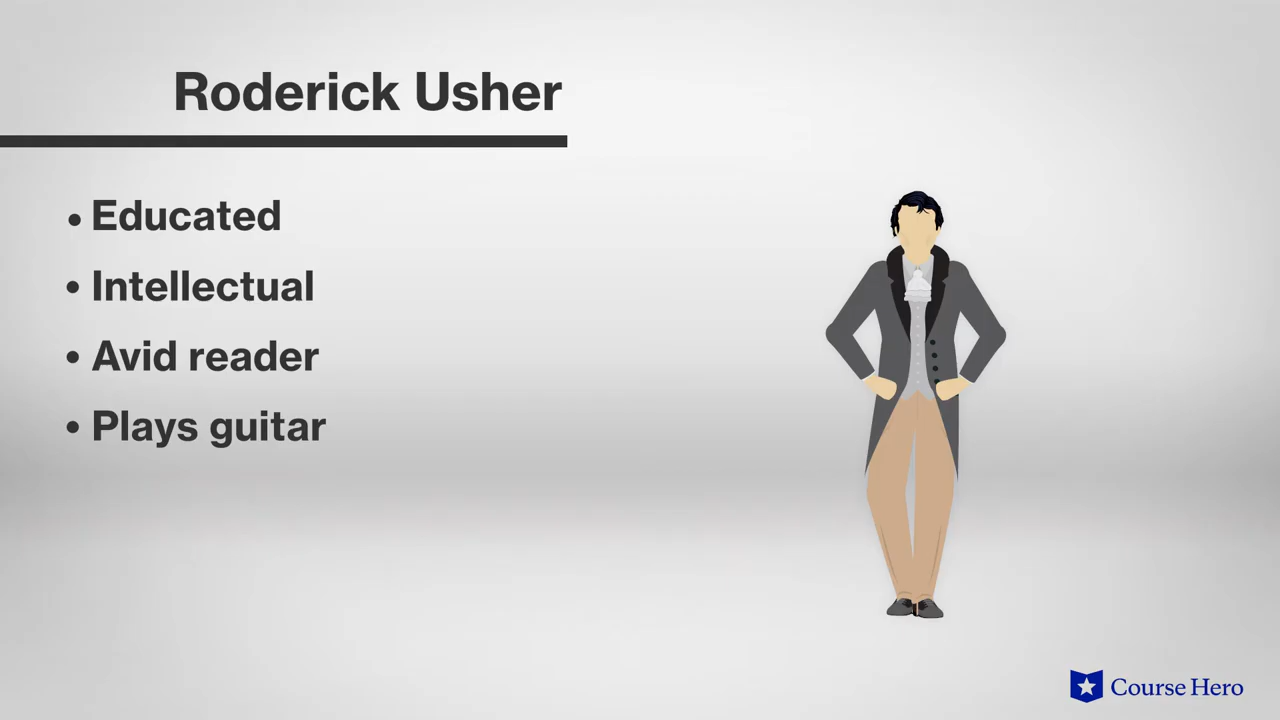 Roderick Usher
• Educated
• Intellectual
• Avid reader
• Plays guitar
Course Hero